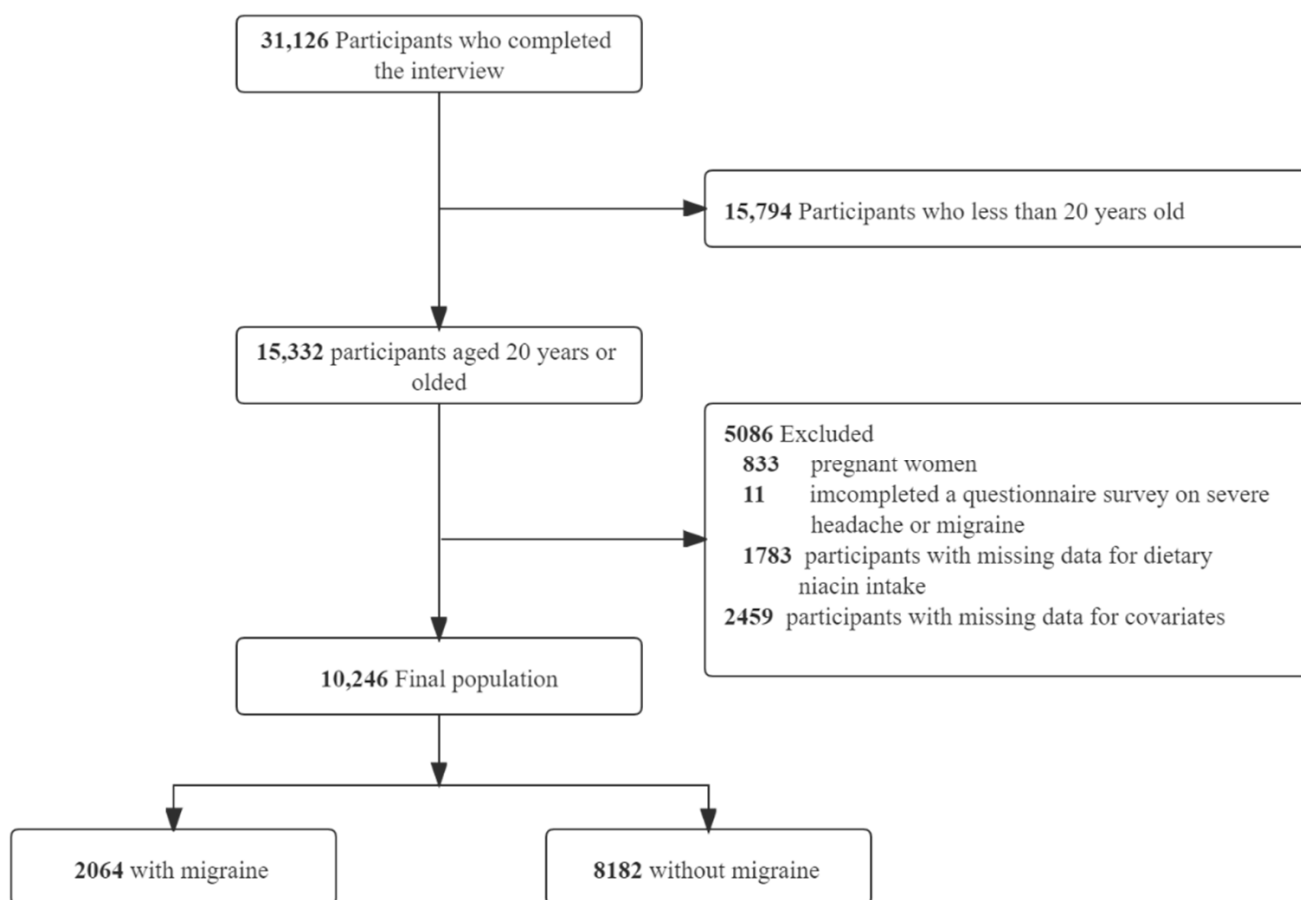 31,126 Participants who completed
the interview
15,794 Participants who less than 20 years old
15,332 participants aged 20 years or
olded
5086 Excluded
833 pregnant women
11 imcompleted a questionnaire survey on severe
headache or migraine
1783 participants with missing data for dietary
niacin intake
2459 participants with missing data for covariates
10,246 Final population
2064 with migraine
8182 without migraine